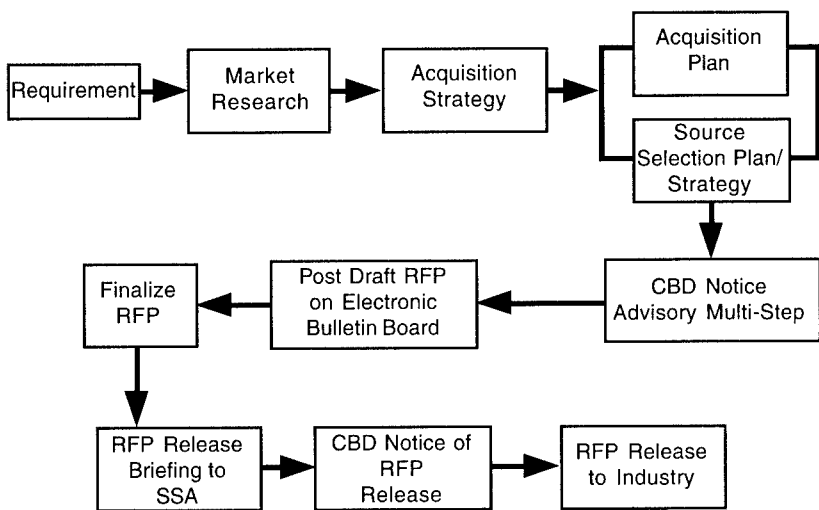 Requirement
Market
Research
Acquisition
Strategy
Acquisition
Plan
Source
Selection Plan/
Strategy
CBD Notice
Advisory Multi-Step
Post Draft RFP
on Electronic
Bulletin Board
Finalize
RFP
RFP Release
Briefing to
SSA
CBD Notice of
RFP
Release
RFP Release
to Industry